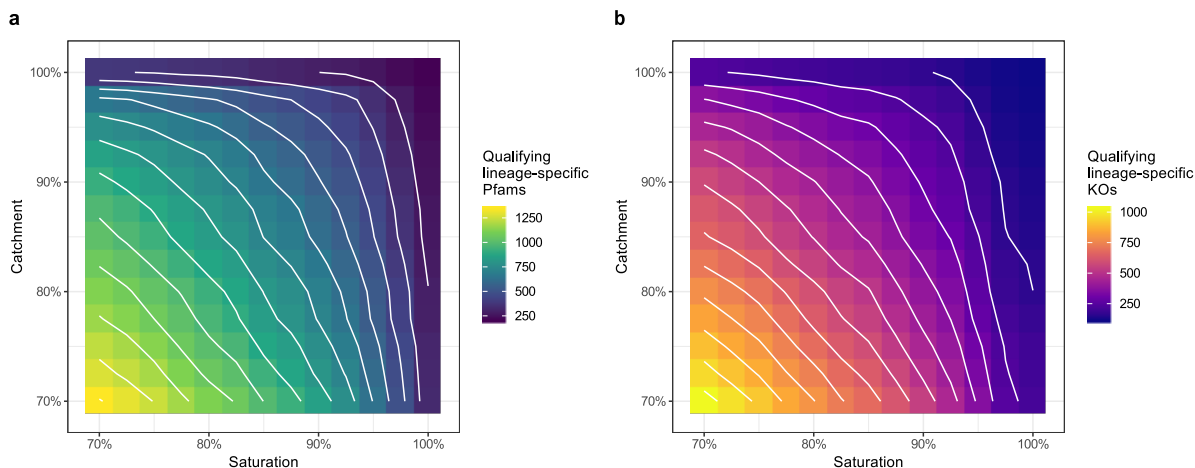 a
100%
90%
80%
70%
Catchment
70%
80%
90%
100%
Saturation
Qualifying
lineage-specific
Pfams
1250
1000
750
500
250
b
100%
90%
80%
70%
Catchment
70%
80%
90%
100%
Saturation
Qualifying
lineage-specific
KOs
1000
750
500
250